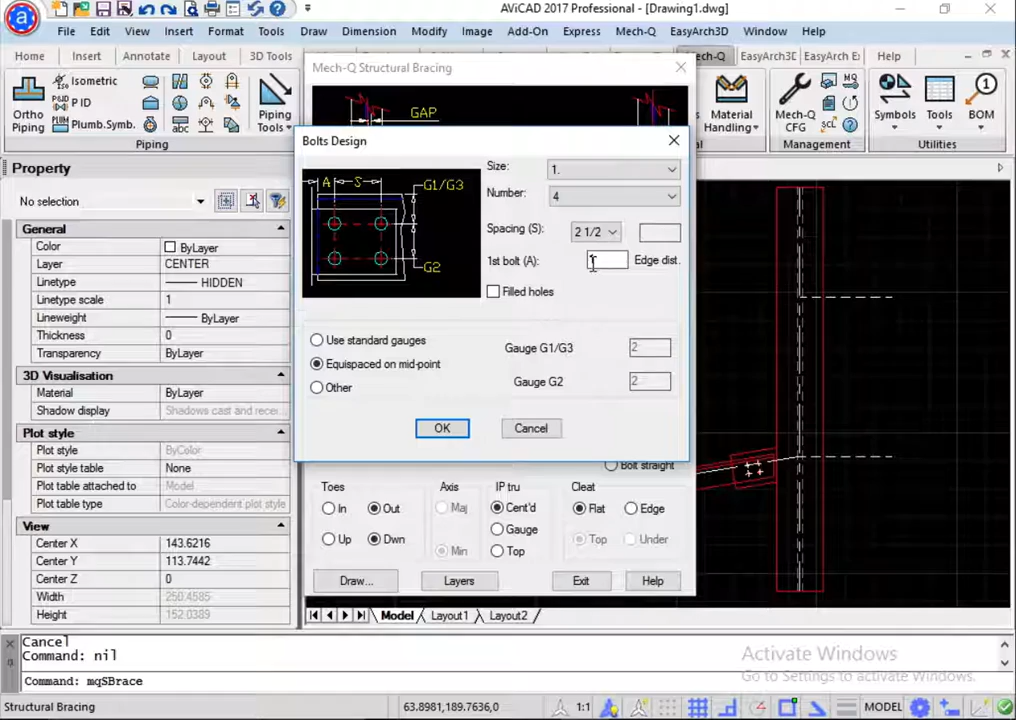 AViCAD 2017 Professional - [Drawing1.dwg]
File Edit View Insert Format Tools Draw Dimension Modify Image Add-On Express Mech-Q EasyArch3D Window Help
Home Insert Annotate Layout 3D Tools ech-Q EasyArch3D EasyArch E Help
Isometric
P ID
Plumb.Symb.
Ortho
Piping
Piping
Tools
Material
Handling
Mech-Q
CFG
Symbols Tools BOM
Piping Management Utilities
Mech-Q Structural Bracing
GAP
Property
No selection
General
Color ByLayer
Layer CENTER
Linetype HIDDEN
Linetype scale 1
Lineweight ByLayer
Thickness 0
Transparency ByLayer
3D Visualisation
Material ByLayer
Shadow display Shadows cast and rece...
Plot style
Plot style ByColor
Plot style table None
Plot table attached to Model
Plot table type Color-dependent plot style
View
Center X 143.6216
Center Y 113.7442
Center Z 0
Width 250.4585
Height 152.0389
Bolts Design
A S G1/G3
G2
Size: 1.
Number: 4
Spacing (S): 2 1/2
1st bolt (A): Edge dist.
Filled holes
Use standard gauges
Equispaced on mid-point
Other
Gauge G1/G3 2
Gauge G2 2
OK Cancel
Bolt straight
Toes Axis IP tru Cleat
In Out Maj Cent'd Flat Edge
Gauge
Up Dwn Min Top Top Under
Draw... Layers Exit Help
Model Layout1 Layout2
Cancel
Command: nil
Command: mqSBrace
Activate Windows
Go to Settings to activate Windows.
Structural Bracing 63.8981,189.7636,0 1:1 MODEL